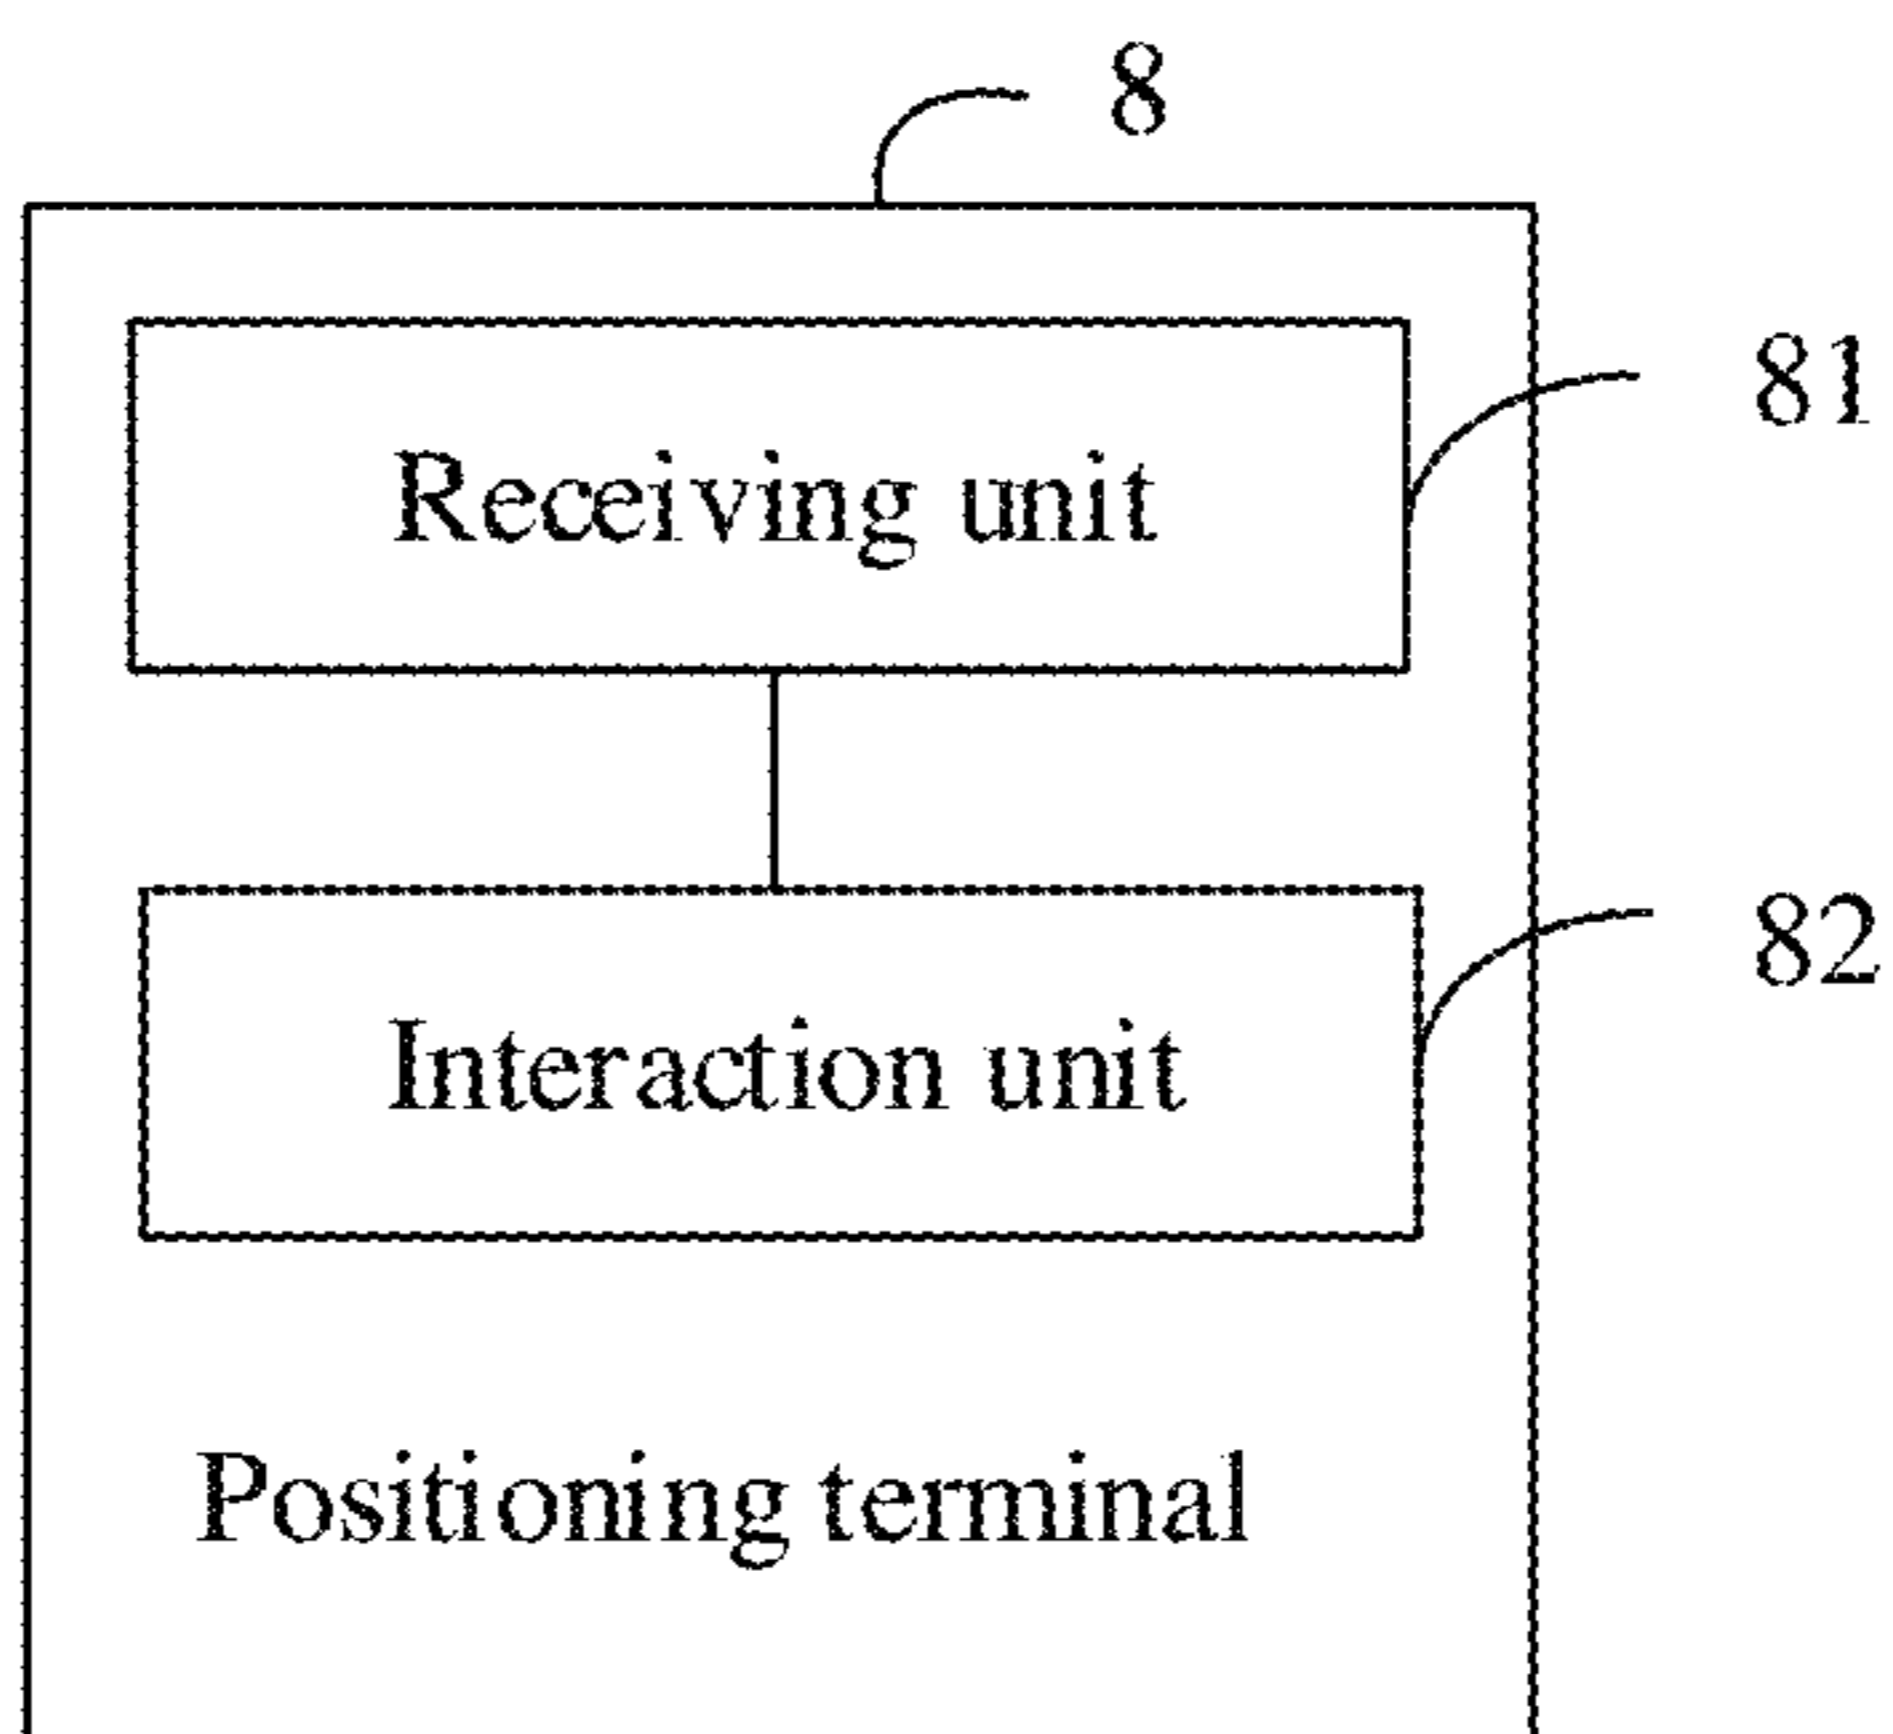 8
81
Receiving unit
82
Interaction unit
Positioning terminal